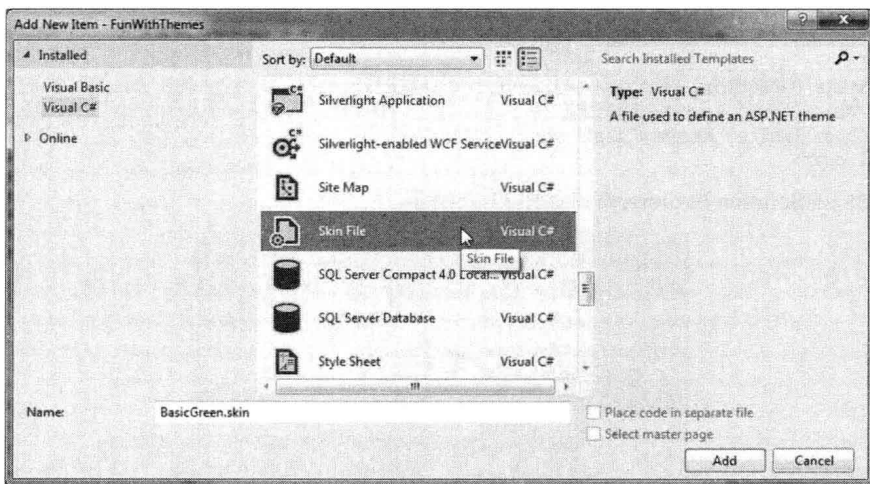 Add New Item - FunWithThemes
Installed
Visual Basic
Visual C#
Online
Sort by: Default
Silverlight Application Visual C#
Silverlight-enabled WCF ServiceVisual C#
Site Map Visual C#
Skin File Visual C#
Skin File
SQL Server Compact 4.0 Local... Visual C#
SQL Server Database Visual C#
Style Sheet Visual C#
Search Installed Templates
Type: Visual C#
A file used to define an ASP.NET theme
Name: BasicGreen.skin
Place code in separate file
Select master page
Add
Cancel